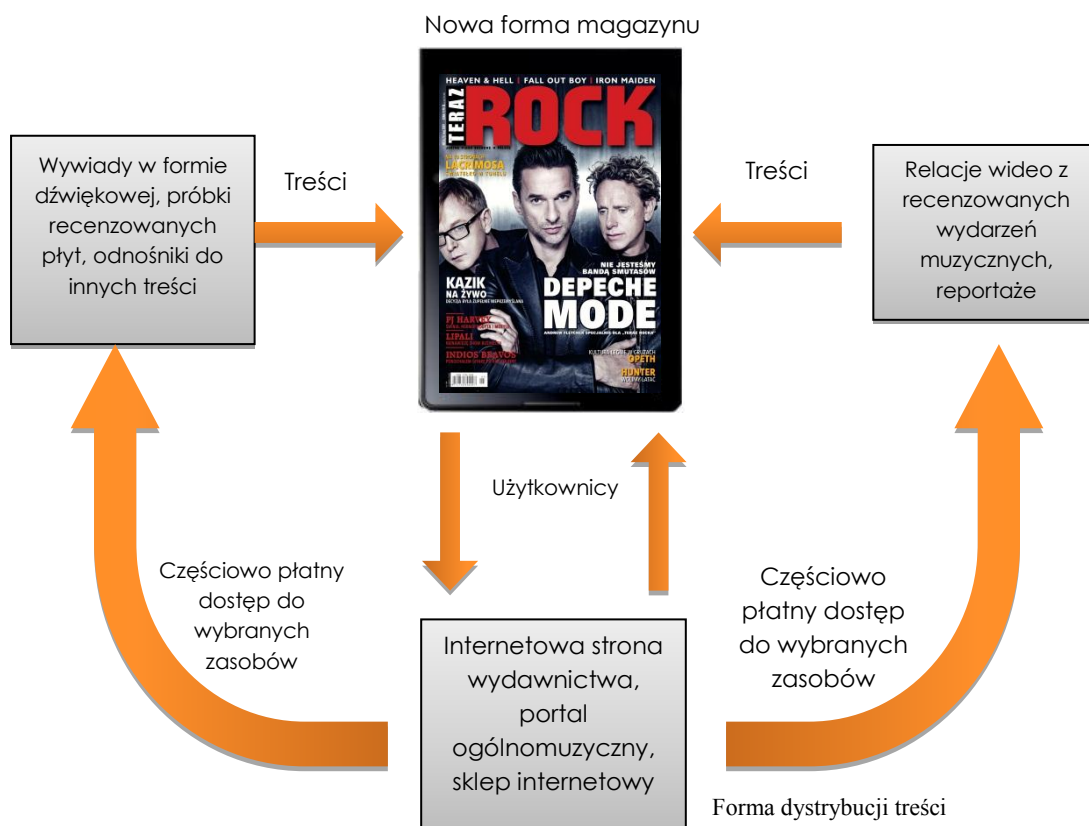 Nowa forma magazynu
HEAVEN & HELL | FALL OUT BOY | IRON MAIDEN
TERAZ
ROCK
LACRIMOSA
Wywiady w formie
dźwiękowej, próbki
recenzowanych
płyt, odnośniki do
innych treści
Treści
Treści
Relacje wideo z
recenzowanych
wydarzeń
muzycznych,
reportaże
KAZIK
NA ŻYWO
NIE JESTEŚMY
BANDĄ SMUTASÓW
DEPECHE
MODE
PJ HARVEY
LIPALI
INDIOS BRAVOS
OPETH
HUNTER
Użytkownicy
Częściowo płatny
dostęp do
wybranych
zasobów
Częściowo
płatny dostęp
do wybranych
zasobów
Internetowa strona
wydawnictwa,
portal
ogólnomuzyczny,
sklep internetowy
Forma dystrybucji treści